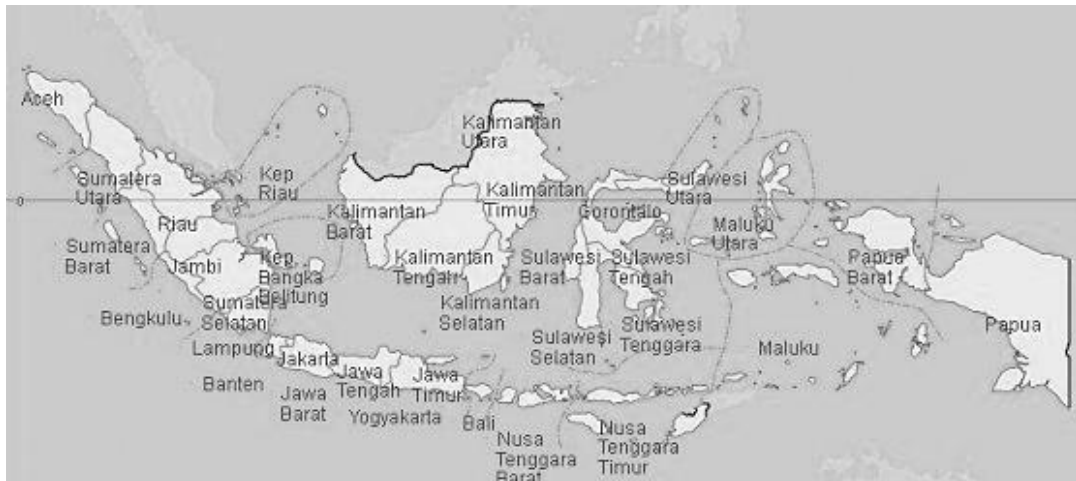 Aceh
Sumatera
Utara
Kep
Riau
Riau
Sumatera
Barat
Jambi
Kep.
Bangka
Belitung
Sumatera
Selatan
Bengkulu
Lampung
Banten
Jakarta
Jawa
Barat
Jawa
Tengah
Yogyakarta
Jawa
Timur
Bali
Nusa
Tenggara
Barat
Nusa
Tenggara
Timur
Kalimantan
Utara
Kalimantan
Barat
Kalimantan
Timus
Kalimantan
Tengah
Kalimantan
Selatan
Gorontalo
Sulawesi
Utara
Sulawesi
Barat
Sulawesi
Tengah
Sulawesi
Selatan
Sulawesi
Tenggara
Maluku
Utara
Maluku
Papua
Barat
Papua
0